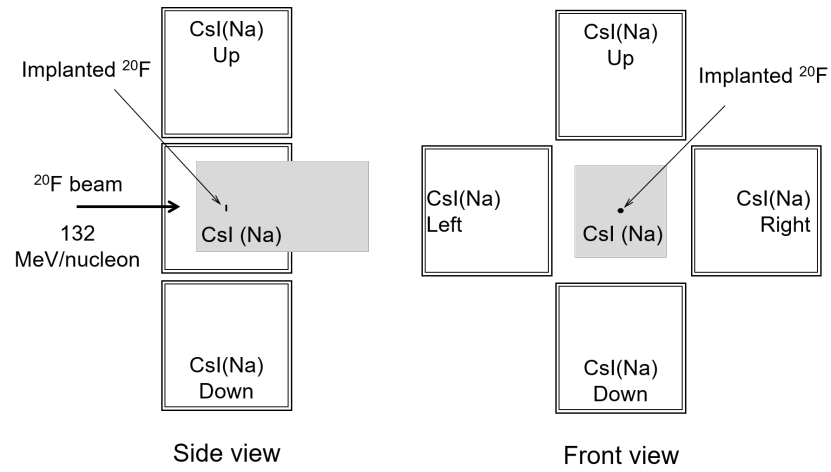 CsI(Na)
Up
Implanted ²⁰F
²⁰F beam
132
MeV/nucleon
CsI (Na)
CsI(Na)
Down
Side view
CsI(Na)
Up
Implanted ²⁰F
CsI(Na)
Left
CsI (Na)
CsI(Na)
Right
CsI(Na)
Down
Front view